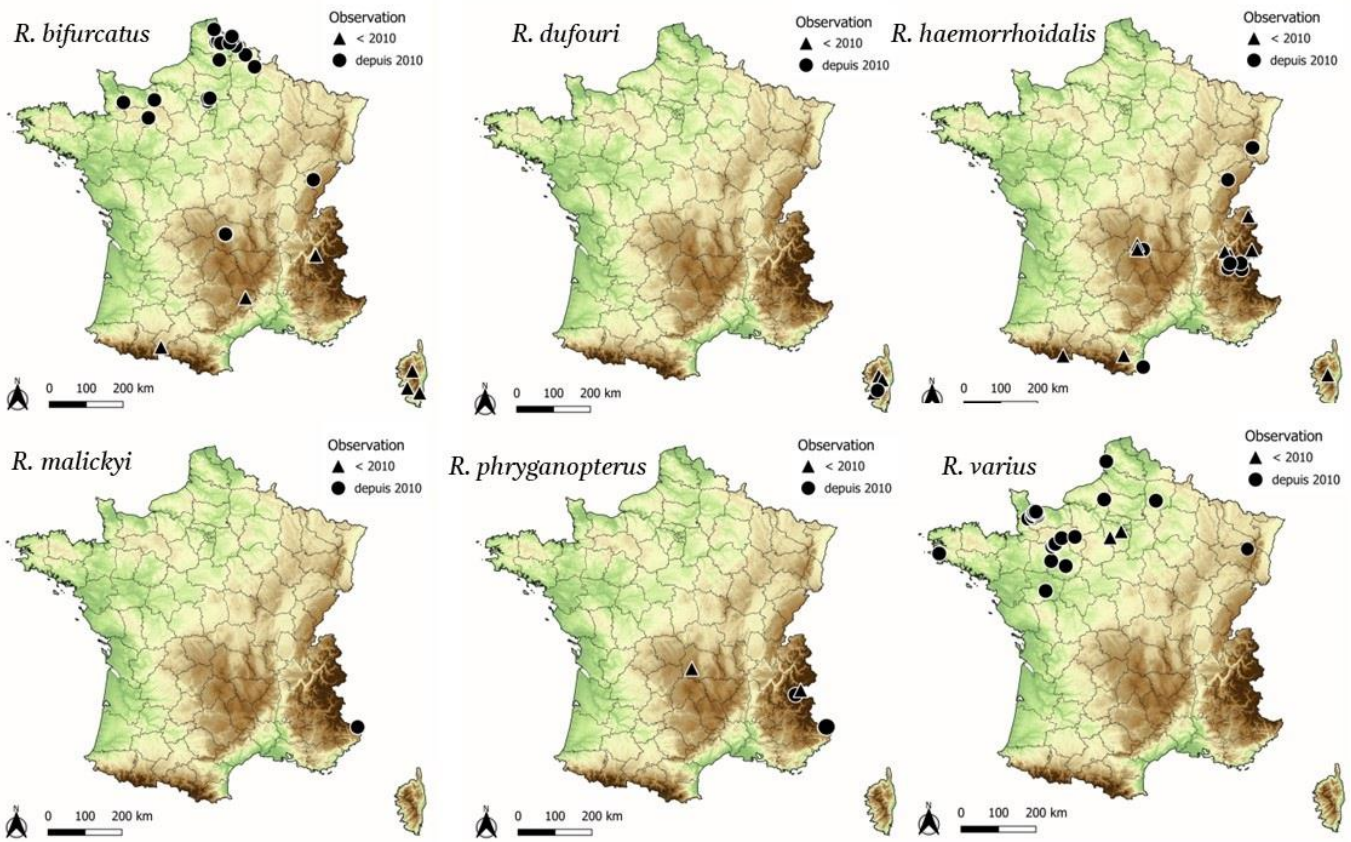 R. bifurcatus
Observation
< 2010
depuis 2010
N
0 100 200 km
R. dufouri
Observation
< 2010
depuis 2010
N
0 100 200 km
R. haemorrhoidalis
Observation
< 2010
depuis 2010
N
0 100 200 km
R. malickyi
Observation
< 2010
depuis 2010
N
0 100 200 km
R. phryganopterus
Observation
< 2010
depuis 2010
N
0 100 200 km
R. varius
Observation
< 2010
depuis 2010
N
0 100 200 km